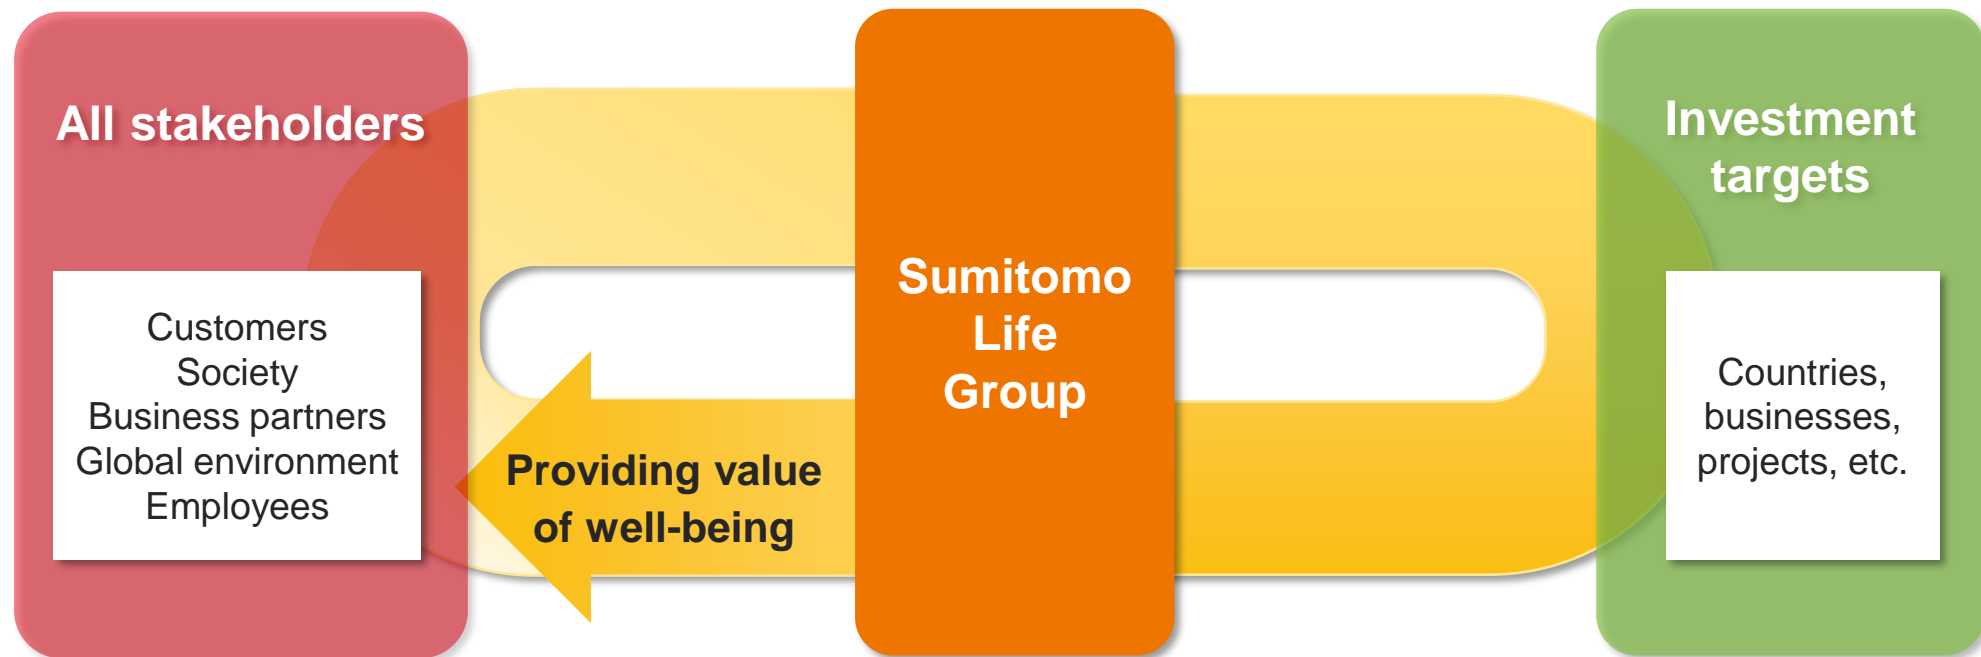 All stakeholders
Customers
Society
Business partners
Global environment
Employees
Providing value
of well-being
Sumitomo
Life
Group
Investment
targets
Countries,
businesses,
projects, etc.